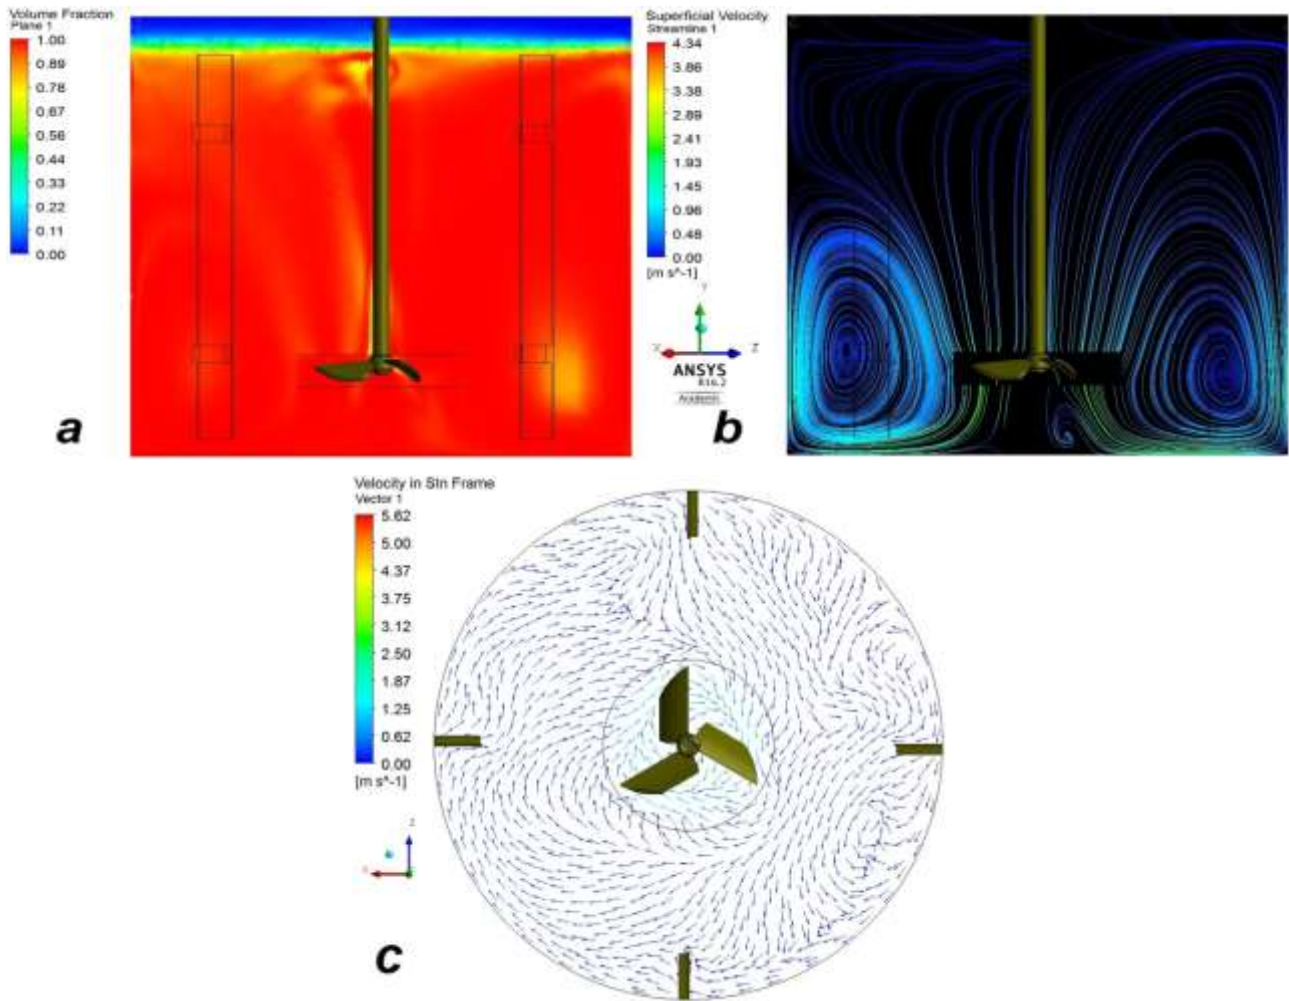 Volume Fraction
Plane 1
1.00
0.89
0.78
0.67
0.56
0.44
0.33
0.22
0.11
0.00
a
Superficial Velocity
Streamline 1
4.34
3.86
3.38
2.89
2.41
1.93
1.45
0.96
0.48
0.00
[m s^-1]
Y
X
Z
ANSYS
R16.2
Academic
b
Velocity in Stn Frame
Vector 1
5.62
5.00
4.37
3.75
3.12
2.50
1.87
1.25
0.62
0.00
[m s^-1]
Z
X
c